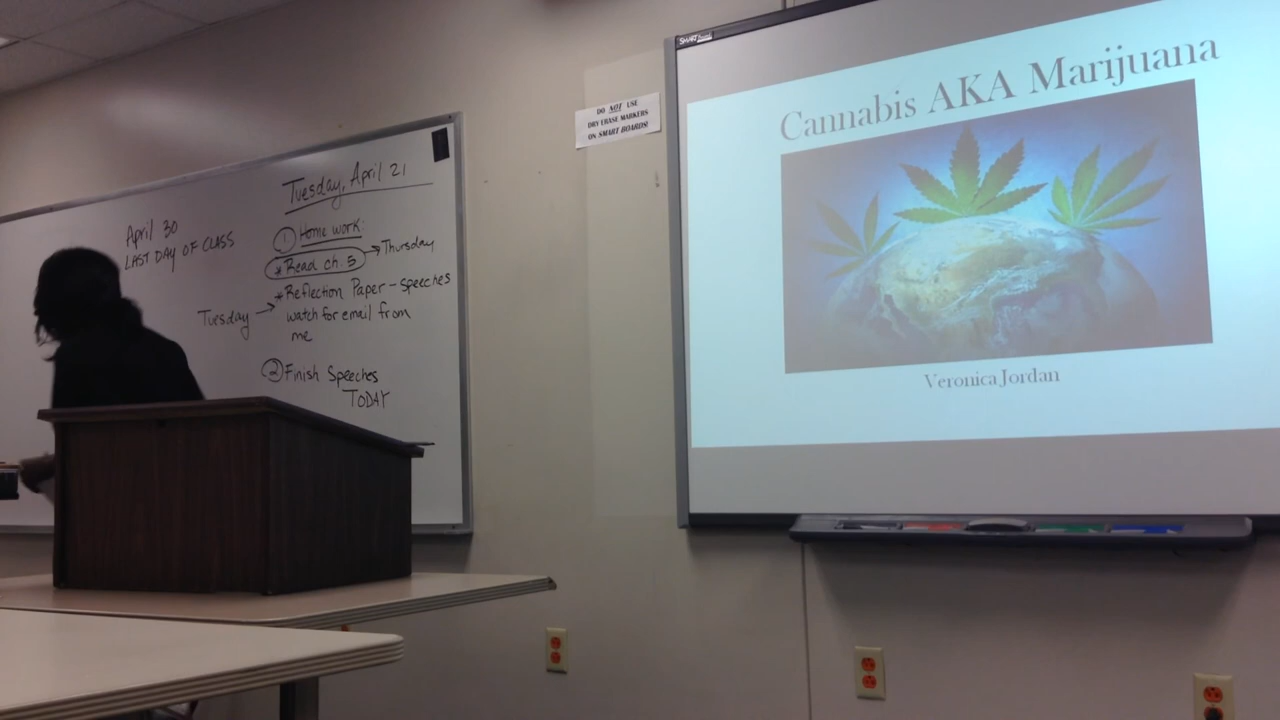 April 30
LAST DAY OF CLASS
Tuesday, April 21
1 Home work:
* Read ch. 5 → Thursday
Tuesday → * Reflection Paper - speeches
watch for email from
me
2 Finish Speeches
TODAY
DO NOT USE
DRY ERASE MARKERS
ON SMART BOARDS!
SMART
Cannabis AKA Marijuana
Veronica Jordan